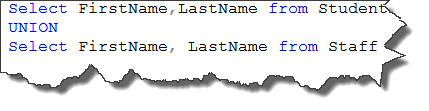 Select FirstName,LastName from Student
UNION
Select FirstName, LastName from Staff